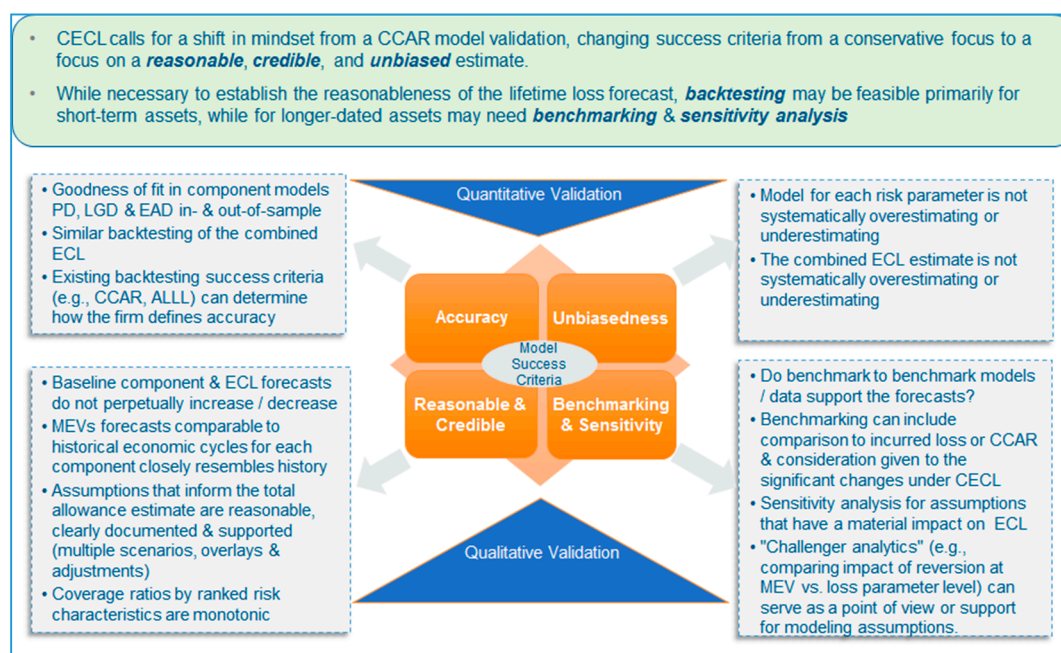 • CECL calls for a shift in mindset from a CCAR model validation, changing success criteria from a conservative focus to a
focus on a reasonable, credible, and unbiased estimate.
• While necessary to establish the reasonableness of the lifetime loss forecast, backtesting may be feasible primarily for
short-term assets, while for longer-dated assets may need benchmarking & sensitivity analysis
• Goodness of fit in component models
PD, LGD & EAD in- & out-of-sample
• Similar backtesting of the combined
ECL
• Existing backtesting success criteria
(e.g., CCAR, ALLL) can determine
how the firm defines accuracy
Quantitative Validation
• Model for each risk parameter is not
systematically overestimating or
underestimating
• The combined ECL estimate is not
systematically overestimating or
underestimating
Accuracy
Unbiasedness
Model
Success
Criteria
Reasonable &
Credible
Benchmarking
& Sensitivity
• Baseline component & ECL forecasts
do not perpetually increase / decrease
• MEVs forecasts comparable to
historical economic cycles for each
component closely resembles history
• Assumptions that inform the total
allowance estimate are reasonable,
clearly documented & supported
(multiple scenarios, overlays &
adjustments)
• Coverage ratios by ranked risk
characteristics are monotonic
Qualitative Validation
• Do benchmark to benchmark models
/ data support the forecasts?
• Benchmarking can include
comparison to incurred loss or CCAR
& consideration given to the
significant changes under CECL
• Sensitivity analysis for assumptions
that have a material impact on ECL
• "Challenger analytics" (e.g.,
comparing impact of reversion at
MEV vs. loss parameter level) can
serve as a point of view or support
for modeling assumptions.